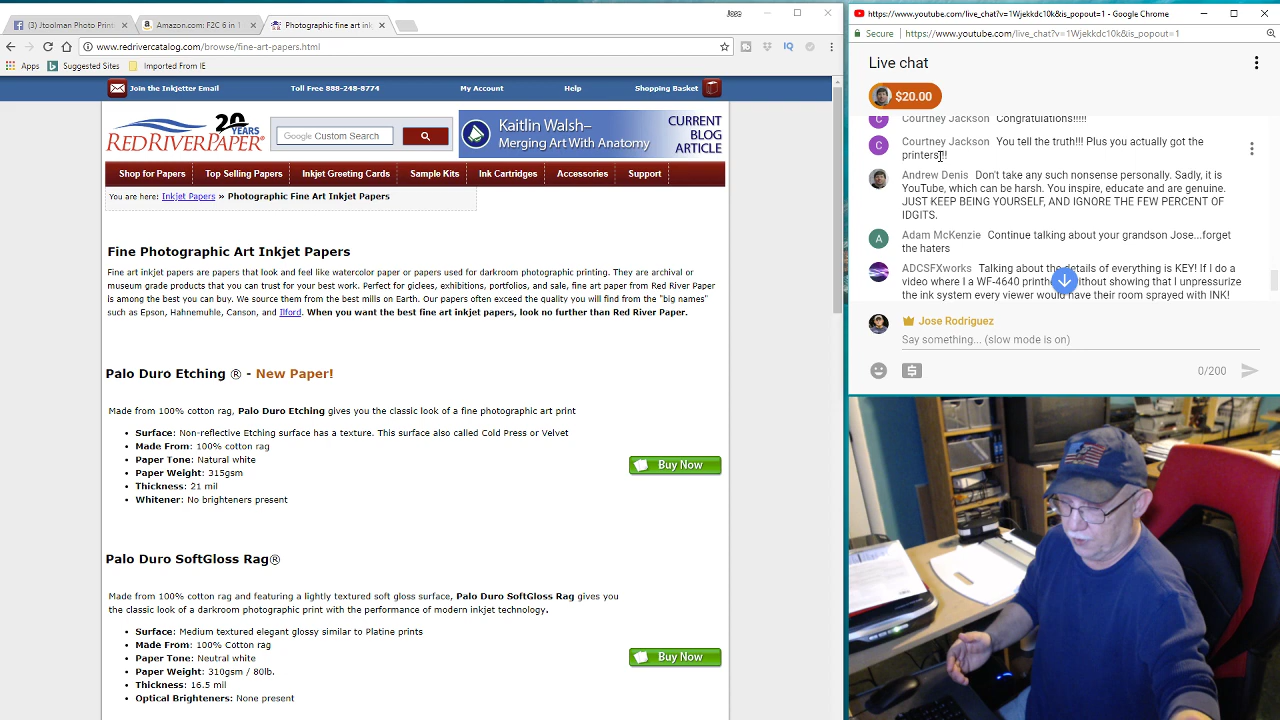 (3) Jtoolman Photo Print
Amazon.com: F2C 6 in 1
Photographic fine art ink
www.redrivercatalog.com/browse/fine-art-papers.html
Apps
Suggested Sites
Imported From IE
Join the Inkjetter Email
Toll Free 888-248-8774
My Account
Help
Shopping Basket
20
YEARS
REDRIVERPAPER
Google Custom Search
Kaitlin Walsh–
Merging Art With Anatomy
CURRENT
BLOG
ARTICLE
Shop for Papers
Top Selling Papers
Inkjet Greeting Cards
Sample Kits
Ink Cartridges
Accessories
Support
You are here: Inkjet Papers » Photographic Fine Art Inkjet Papers
Fine Photographic Art Inkjet Papers
Fine art inkjet papers are papers that look and feel like watercolor paper or papers used for darkroom photographic printing. They are archival or
museum grade products that you can trust for your best work. Perfect for giclees, exhibitions, portfolios, and sale, fine art paper from Red River Paper
is among the best you can buy. We source them from the best mills on Earth. Our papers often exceed the quality you will find from the "big names"
such as Epson, Hahnemuhle, Canson, and Ilford. When you want the best fine art inkjet papers, look no further than Red River Paper.
Palo Duro Etching ® - New Paper!
Made from 100% cotton rag, Palo Duro Etching gives you the classic look of a fine photographic art print
• Surface: Non-reflective Etching surface has a texture. This surface also called Cold Press or Velvet
• Made From: 100% cotton rag
• Paper Tone: Natural white
• Paper Weight: 315gsm
• Thickness: 21 mil
• Whitener: No brighteners present
Buy Now
Palo Duro SoftGloss Rag®
Made from 100% cotton rag and featuring a lightly textured soft gloss surface, Palo Duro SoftGloss Rag gives you
the classic look of a darkroom photographic print with the performance of modern inkjet technology.
• Surface: Medium textured elegant glossy similar to Platine prints
• Made From: 100% Cotton rag
• Paper Tone: Neutral white
• Paper Weight: 310gsm / 80lb.
• Thickness: 16.5 mil
• Optical Brighteners: None present
Buy Now
https://www.youtube.com/live_chat?v=1Wjekkdc10k&is_popout=1 - Google Chrome
Secure
https://www.youtube.com/live_chat?v=1Wjekkdc10k&is_popout=1
Live chat
$20.00
C Courtney Jackson Congratulations!!!!!
C Courtney Jackson You tell the truth!!! Plus you actually got the
printers!!!
Andrew Denis Don't take any such nonsense personally. Sadly, it is
YouTube, which can be harsh. You inspire, educate and are genuine.
JUST KEEP BEING YOURSELF, AND IGNORE THE FEW PERCENT OF
IDGITS.
A Adam McKenzie Continue talking about your grandson Jose...forget
the haters
ADCSFXworks Talking about the details of everything is KEY! If I do a
video where I a WF-4640 printhe without showing that I unpressurize
the ink system every viewer would have their room sprayed with INK!
Jose Rodriguez
Say something... (slow mode is on)
0/200